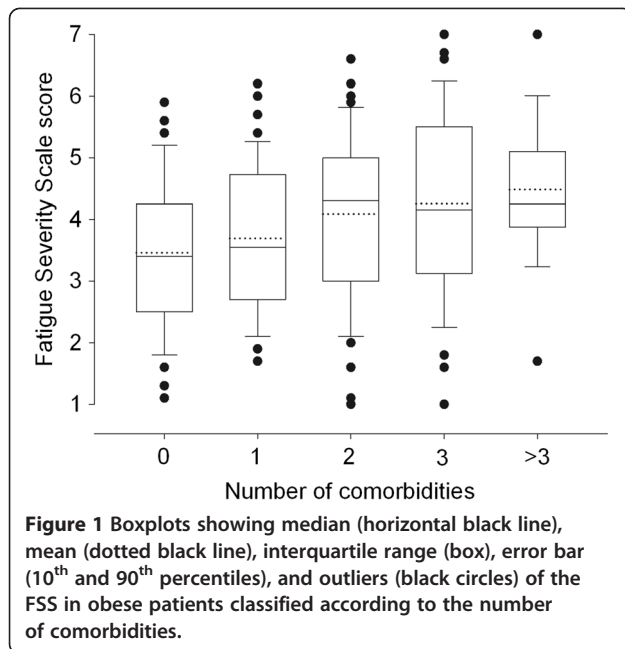 7
6
5
4
3
2
1
Fatigue Severity Scale score
0 1 2 3 >3
Number of comorbidities
Figure 1 Boxplots showing median (horizontal black line),
mean (dotted black line), interquartile range (box), error bar
(10th and 90th percentiles), and outliers (black circles) of the
FSS in obese patients classified according to the number
of comorbidities.